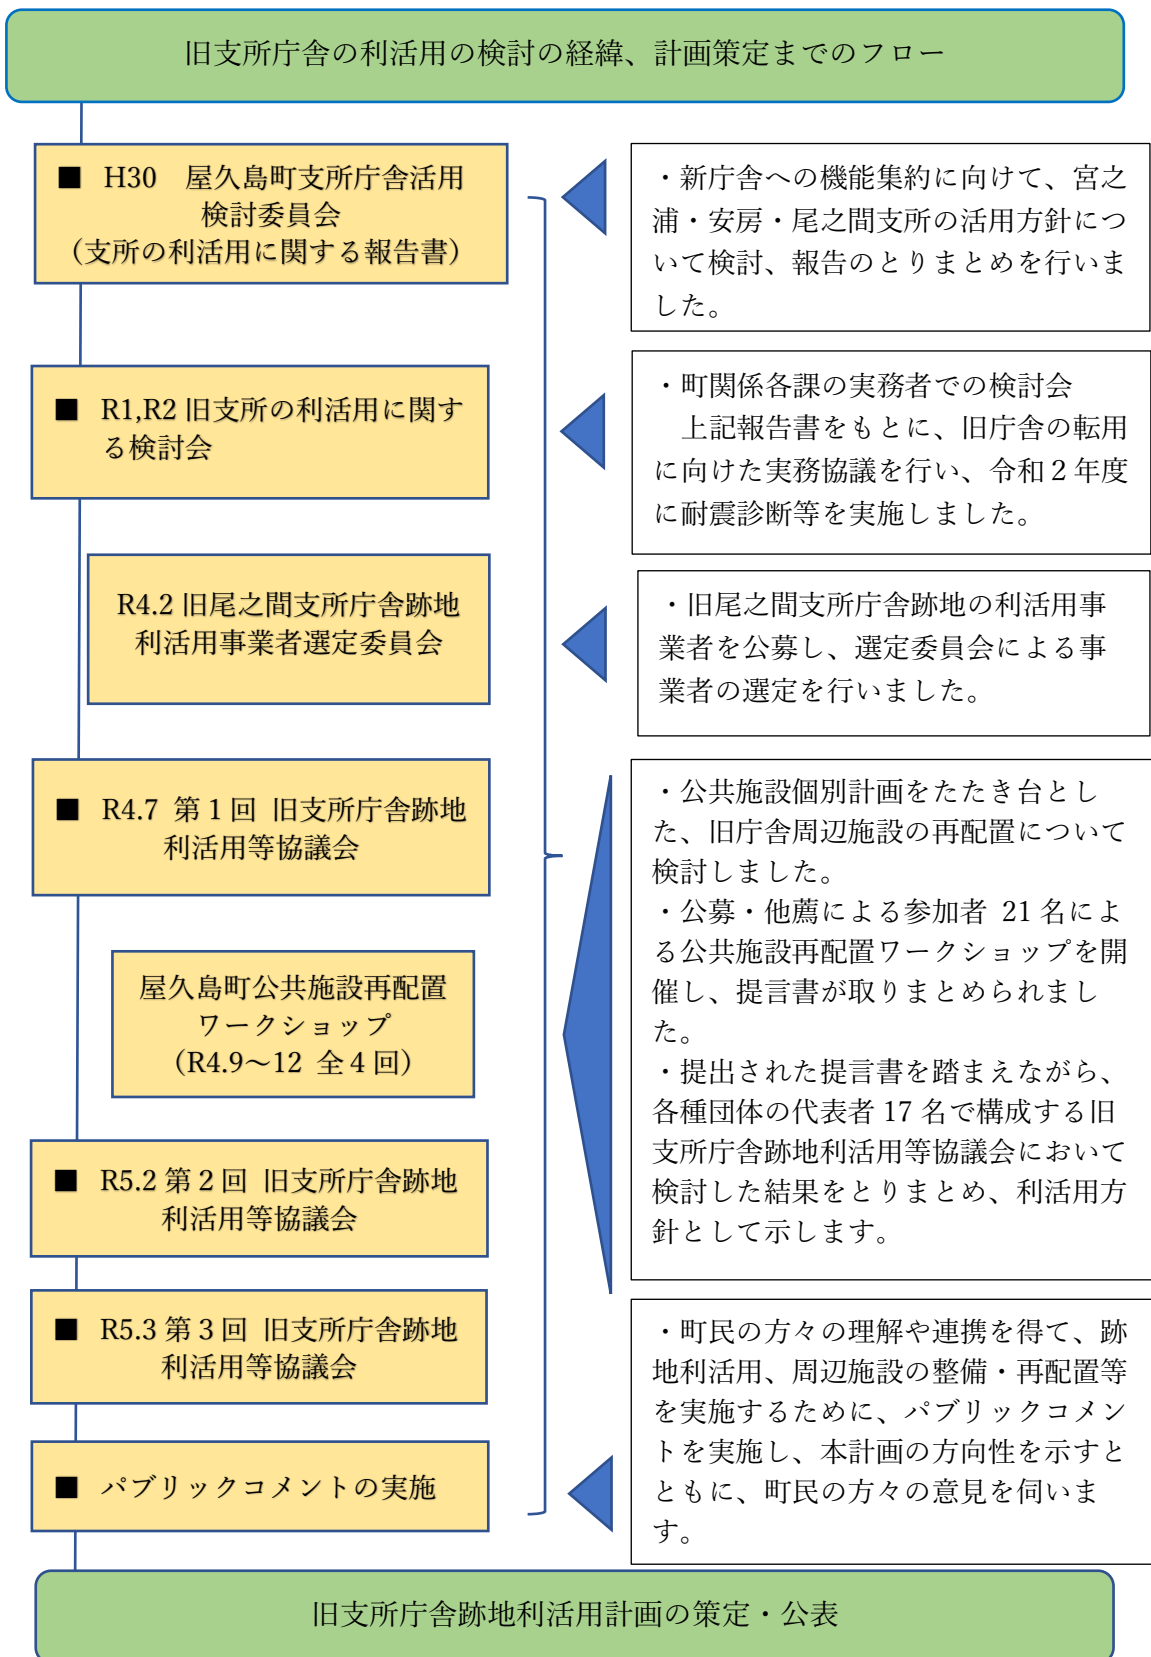 旧支所庁舎の利活用の検討の経緯、計画策定までのフロー
■ H30　屋久島町支所庁舎活用
検討委員会
（支所の利活用に関する報告書）
・新庁舎への機能集約に向けて、宮之
浦・安房・尾之間支所の活用方針につ
いて検討、報告のとりまとめを行いま
した。
■ R1,R2 旧支所の利活用に関す
る検討会
・町関係各課の実務者での検討会
　上記報告書をもとに、旧庁舎の転用
に向けた実務協議を行い、令和２年度
に耐震診断等を実施しました。
R4.2 旧尾之間支所庁舎跡地
利活用事業者選定委員会
・旧尾之間支所庁舎跡地の利活用事
業者を公募し、選定委員会による事
業者の選定を行いました。
■ R4.7 第１回 旧支所庁舎跡地
利活用等協議会
屋久島町公共施設再配置
ワークショップ
（R4.9～12 全４回）
■ R5.2 第２回 旧支所庁舎跡地
利活用等協議会
■ R5.3 第３回 旧支所庁舎跡地
利活用等協議会
・公共施設個別計画をたたき台とし
た、旧庁舎周辺施設の再配置について
検討しました。
・公募・他薦による参加者 21 名によ
る公共施設再配置ワークショップを開
催し、提言書が取りまとめられまし
た。
・提出された提言書を踏まえながら、
各種団体の代表者 17 名で構成する旧
支所庁舎跡地利活用等協議会において
検討した結果をとりまとめ、利活用方
針として示します。
■ パブリックコメントの実施
・町民の方々の理解や連携を得て、跡
地利活用、周辺施設の整備・再配置等
を実施するために、パブリックコメン
トを実施し、本計画の方向性を示すと
ともに、町民の方々の意見を伺いま
す。
旧支所庁舎跡地利活用計画の策定・公表